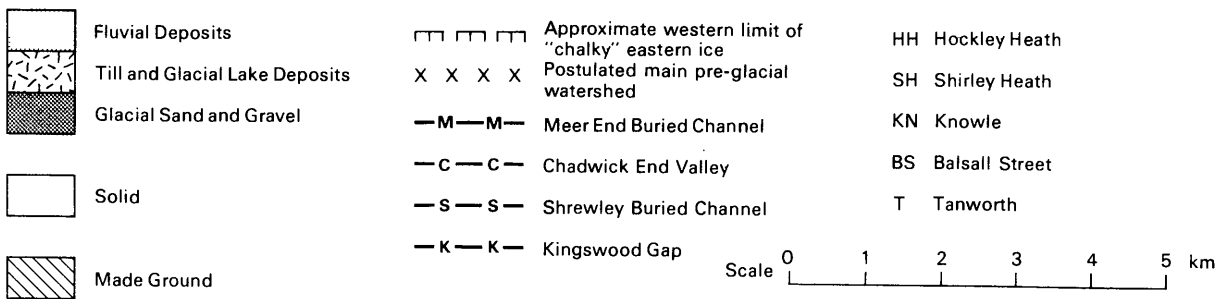 Fluvial Deposits
Till and Glacial Lake Deposits
Glacial Sand and Gravel
Solid
Made Ground
Approximate western limit of
"chalky" eastern ice
X X X X Postulated main pre-glacial
watershed
—M—M— Meer End Buried Channel
—C—C— Chadwick End Valley
—S—S— Shrewley Buried Channel
—K—K— Kingswood Gap
HH Hockley Heath
SH Shirley Heath
KN Knowle
BS Balsall Street
T Tanworth
Scale 0 1 2 3 4 5 km